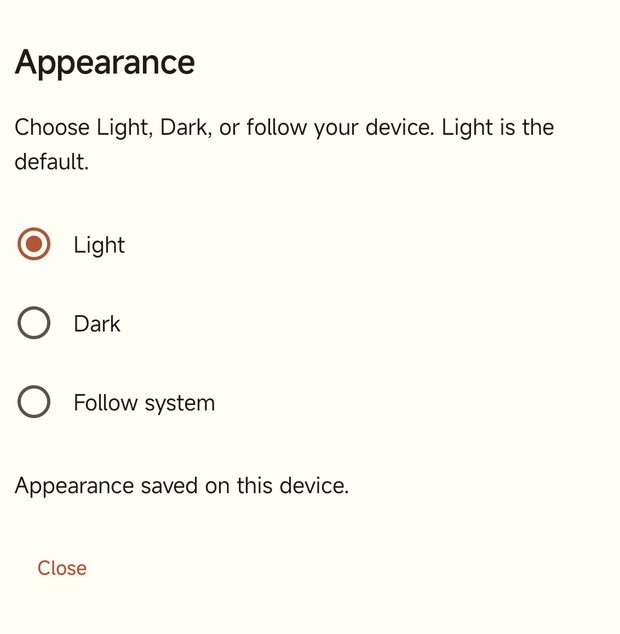 Appearance
Choose Light, Dark, or follow your device. Light is the
default.
Light
Dark
Follow system
Appearance saved on this device.
Close